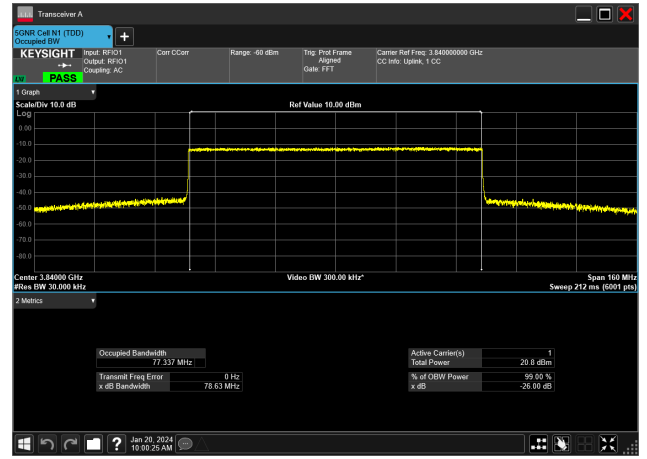 Transceiver A
5GNR Cell N1 (TDD)
Occupied BW
KEYSIGHT
Input: RFIO1
Output: RFIO1
Coupling: AC
Corr CCorr
Range: -60 dBm
Trig: Prot Frame
Aligned
Gate: FFT
Carrier Ref Freq: 3.840000000 GHz
CC Info: Uplink, 1 CC
PASS
1 Graph
Scale/Div 10.0 dB
Ref Value 10.00 dBm
Log
0.00
-10.0
-20.0
-30.0
-40.0
-50.0
-60.0
-70.0
-80.0
Center 3.84000 GHz
Video BW 300.00 kHz*
Span 160 MHz
#Res BW 30.000 kHz
Sweep 212 ms (6001 pts)
2 Metrics
Occupied Bandwidth
77.337 MHz
Active Carrier(s) 1
Total Power 20.8 dBm
Transmit Freq Error 0 Hz
x dB Bandwidth 78.63 MHz
% of OBW Power 99.00 %
x dB -26.00 dB
Jan 20, 2024
10:00:25 AM